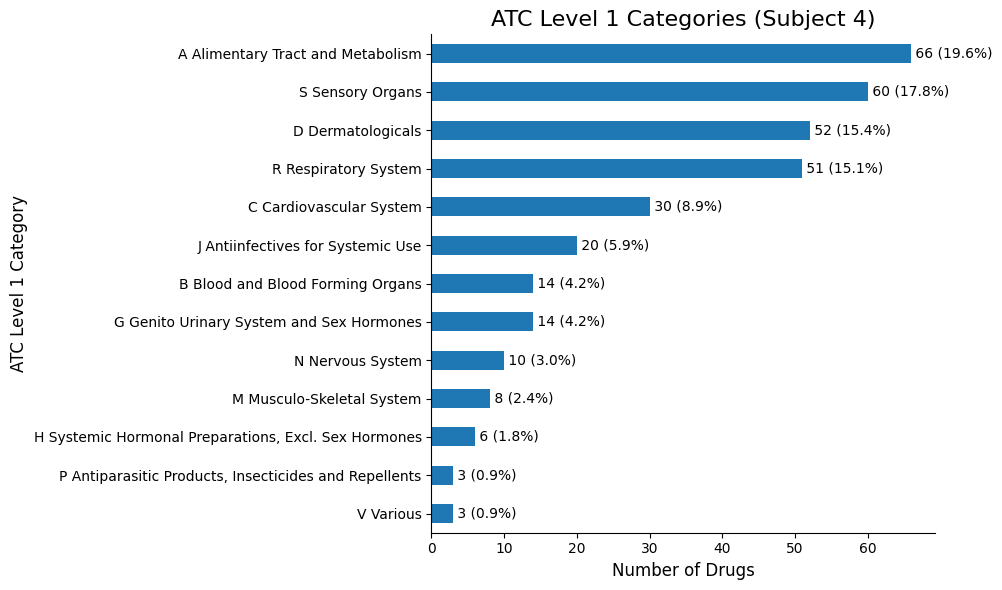 ATC Level 1 Categories (Subject 4)
A Alimentary Tract and Metabolism 66 (19.6%)
S Sensory Organs 60 (17.8%)
D Dermatologicals 52 (15.4%)
R Respiratory System 51 (15.1%)
C Cardiovascular System 30 (8.9%)
J Antiinfectives for Systemic Use 20 (5.9%)
B Blood and Blood Forming Organs 14 (4.2%)
G Genito Urinary System and Sex Hormones 14 (4.2%)
N Nervous System 10 (3.0%)
M Musculo-Skeletal System 8 (2.4%)
H Systemic Hormonal Preparations, Excl. Sex Hormones 6 (1.8%)
P Antiparasitic Products, Insecticides and Repellents 3 (0.9%)
V Various 3 (0.9%)
0 10 20 30 40 50 60
Number of Drugs
ATC Level 1 Category